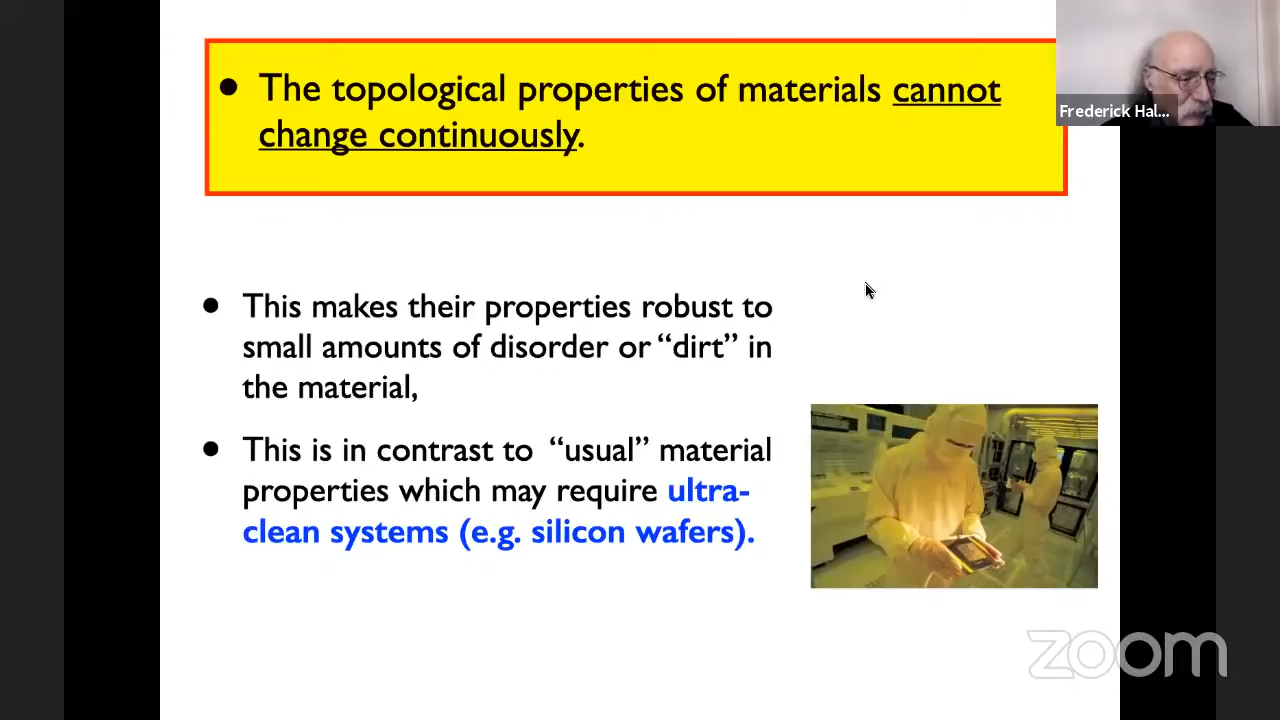 • The topological properties of materials cannot
change continuously.
Frederick Hal...
• This makes their properties robust to
small amounts of disorder or “dirt” in
the material,
• This is in contrast to “usual” material
properties which may require ultra-
clean systems (e.g. silicon wafers).
zoom